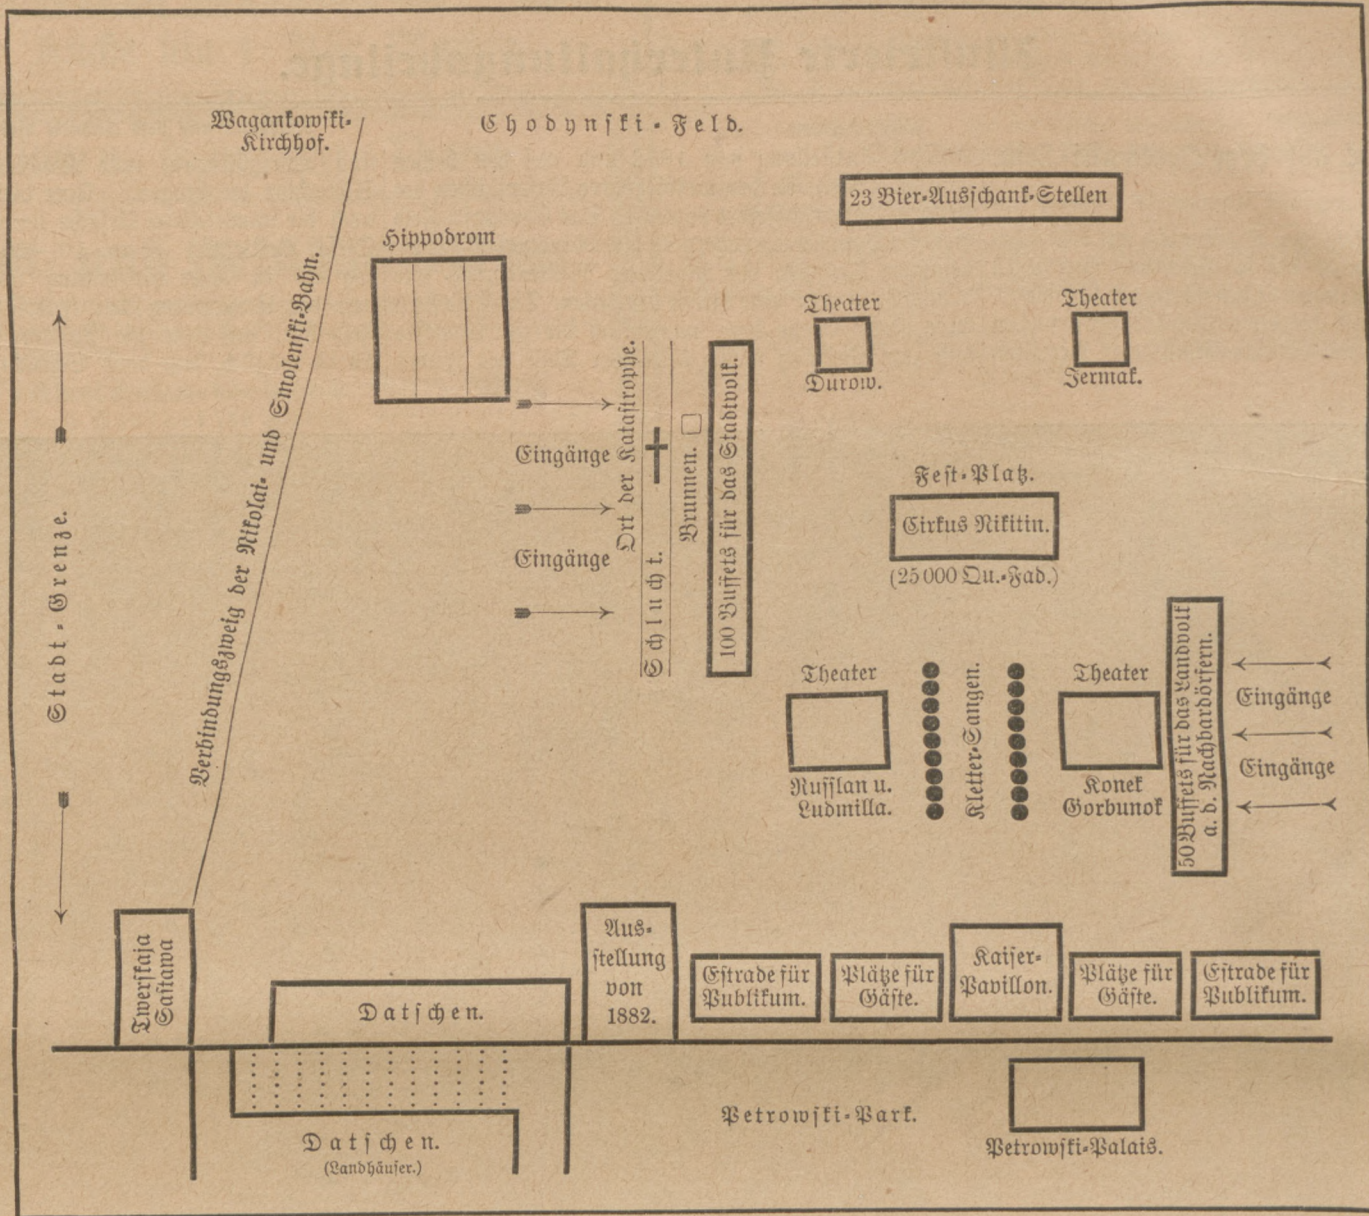 Wagankowski-
Kirchhof.
Chodynski-Feld.
23 Bier-Ausschank-Stellen
Hippodrom
Theater
Durow.
Theater
Jermak.
Stadt-Grenze.
Verbindungszweig der Nikolai- und Smolenski-Bahn.
Eingänge
Eingänge
Ort der Katastrophe.
Schlucht.
Brunnen.
100 Buffets für das Stadtvolk.
Fest-Platz.
Cirkus Nikitin.
(25000 Qu.-Fad.)
Theater
Russlan u.
Ludmilla.
Kletter-Sangen.
Theater
Konek
Gorbunok
50 Buffets für das Landvolk
a. d. Nachbardörfern.
Eingänge
Eingänge
Twerskaja
Sastawa
Datschen.
Aus-
stellung
von
1882.
Estrade für
Publikum.
Plätze für
Gäste.
Kaiser-
Pavillon.
Plätze für
Gäste.
Estrade für
Publikum.
Datschen.
(Landhäuser.)
Petrowski-Park.
Petrowski-Palais.